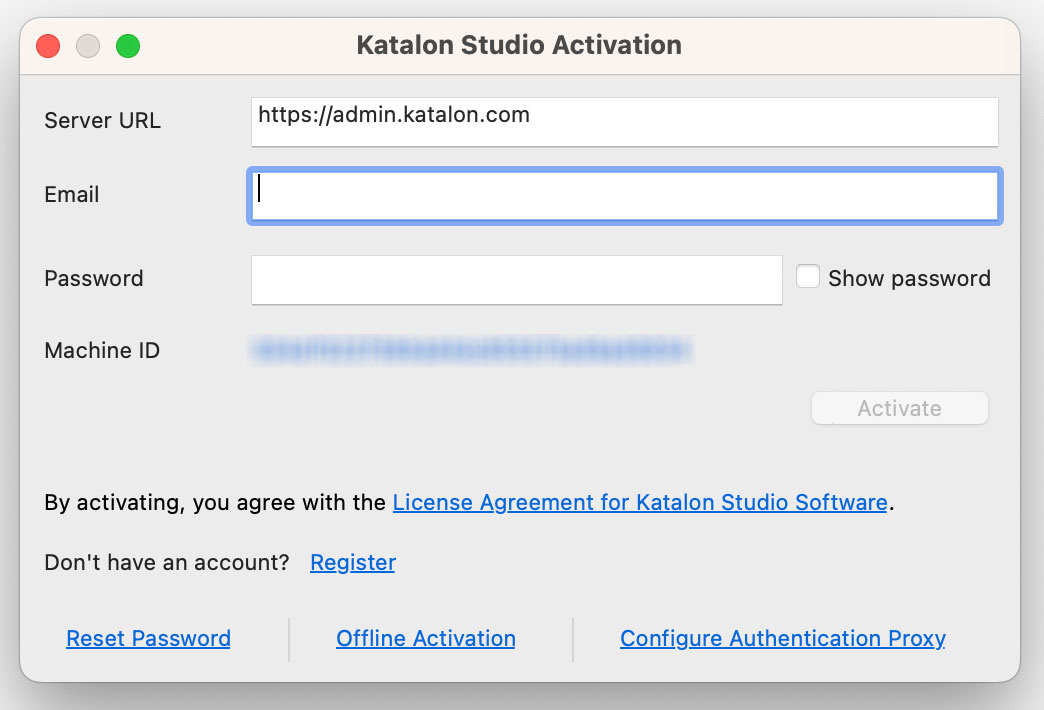 Katalon Studio Activation
Server URL
https://admin.katalon.com
Email
Password
Show password
Machine ID
Activate
By activating, you agree with the License Agreement for Katalon Studio Software.
Don't have an account? Register
Reset Password
Offline Activation
Configure Authentication Proxy